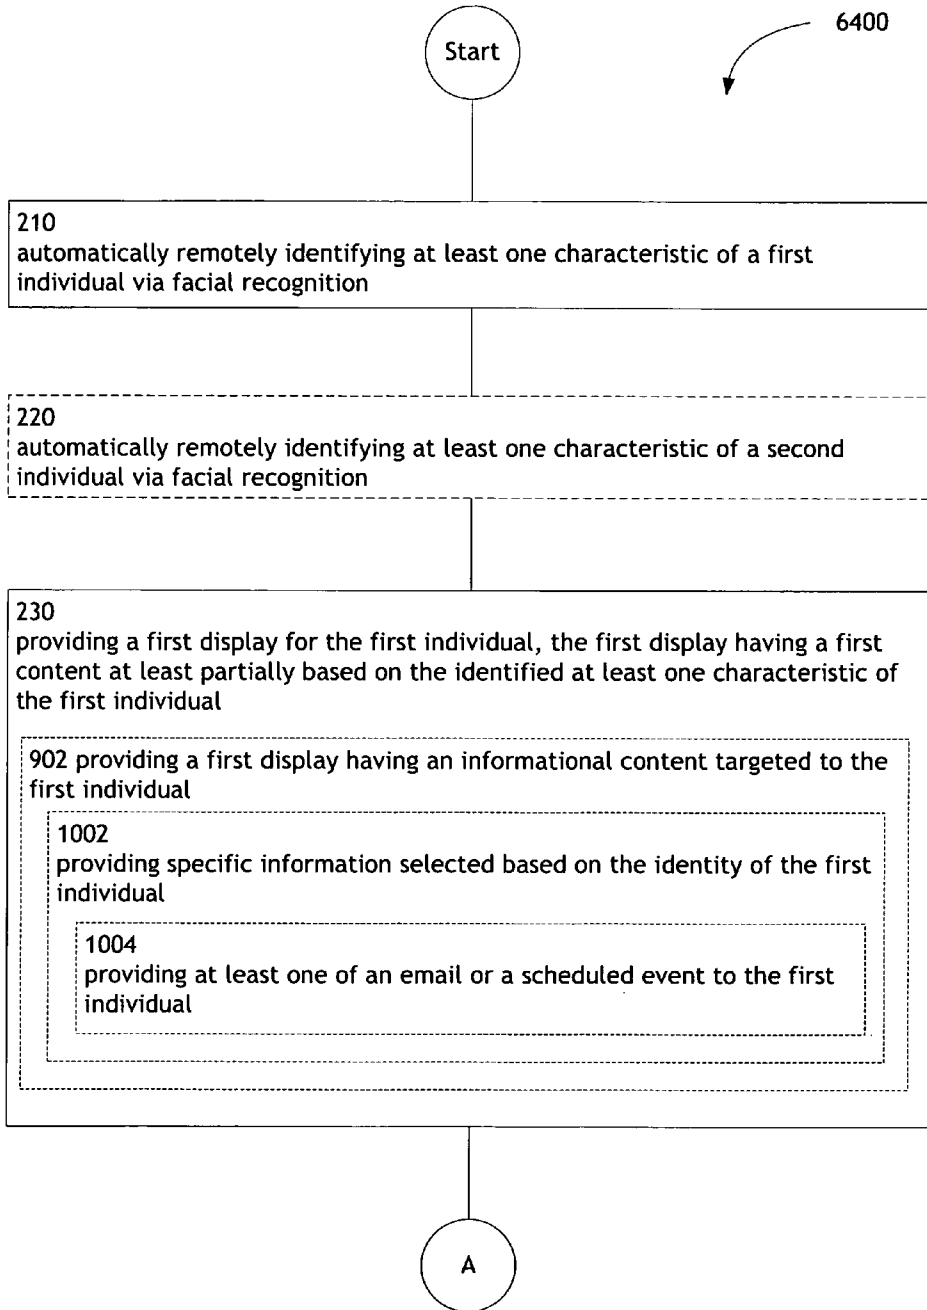 Start
6400
210
automatically remotely identifying at least one characteristic of a first
individual via facial recognition
220
automatically remotely identifying at least one characteristic of a second
individual via facial recognition
230
providing a first display for the first individual, the first display having a first
content at least partially based on the identified at least one characteristic of
the first individual
902 providing a first display having an informational content targeted to the
first individual
1002
providing specific information selected based on the identity of the first
individual
1004
providing at least one of an email or a scheduled event to the first
individual
A